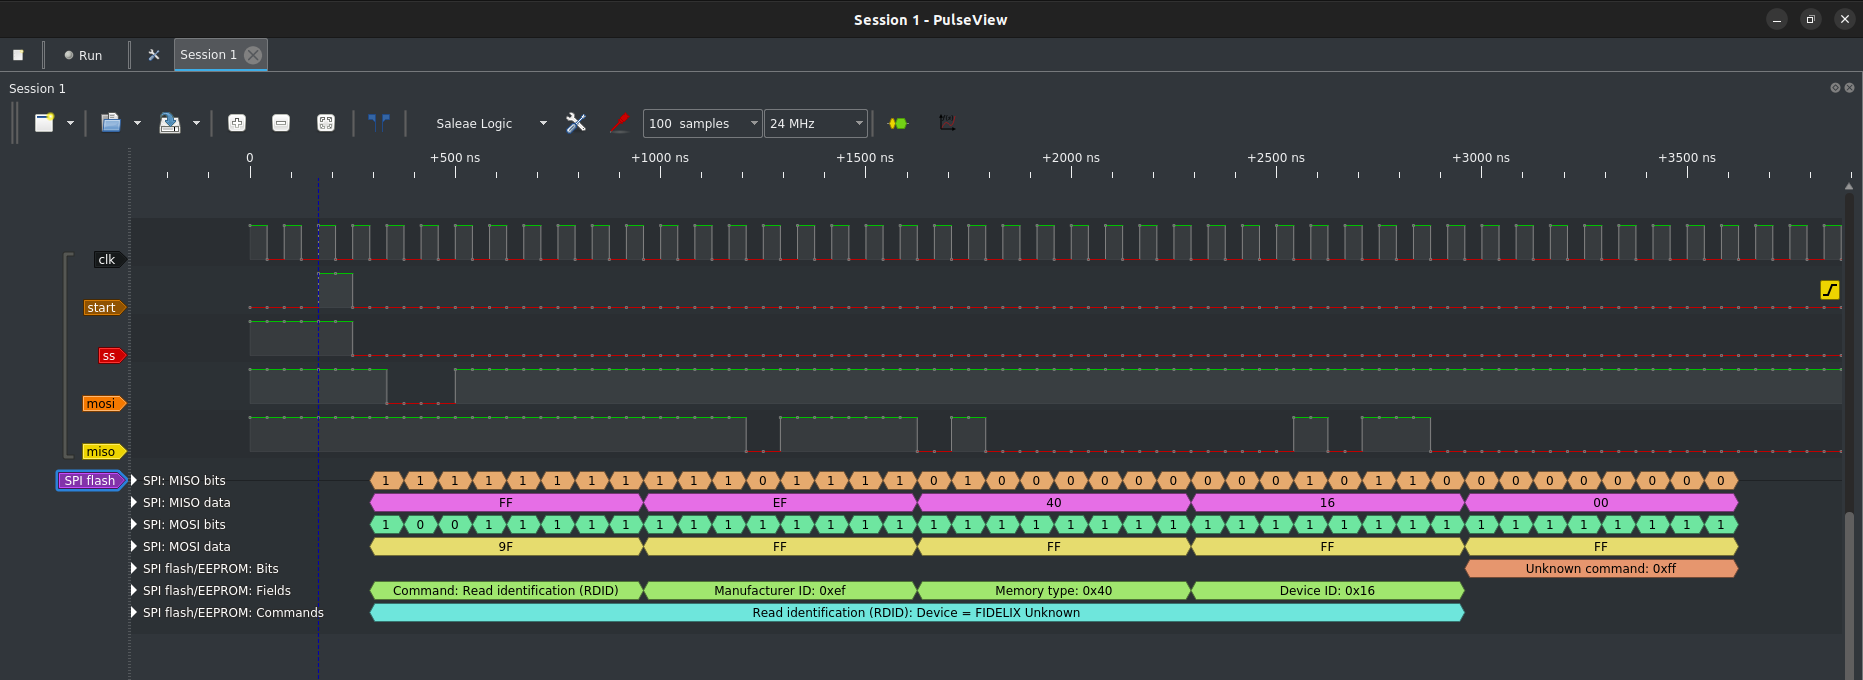 Session 1 - PulseView
Run
Session 1
Session 1
Saleae Logic
100 samples
24 MHz
0 +500 ns +1000 ns +1500 ns +2000 ns +2500 ns +3000 ns +3500 ns
clk
start
ss
mosi
miso
SPI flash
SPI: MISO bits 1 1 1 1 1 1 1 1 1 1 1 0 1 1 1 1 0 1 0 0 0 0 0 0 0 0 0 1 0 1 1 0 0 0 0 0 0 0 0 0
SPI: MISO data FF EF 40 16 00
SPI: MOSI bits 1 0 0 1 1 1 1 1 1 1 1 1 1 1 1 1 1 1 1 1 1 1 1 1 1 1 1 1 1 1 1 1 1 1 1 1 1 1 1 1
SPI: MOSI data 9F FF FF FF FF
SPI flash/EEPROM: Bits Unknown command: 0xff
SPI flash/EEPROM: Fields Command: Read identification (RDID) Manufacturer ID: 0xef Memory type: 0x40 Device ID: 0x16
SPI flash/EEPROM: Commands Read identification (RDID): Device = FIDELIX Unknown